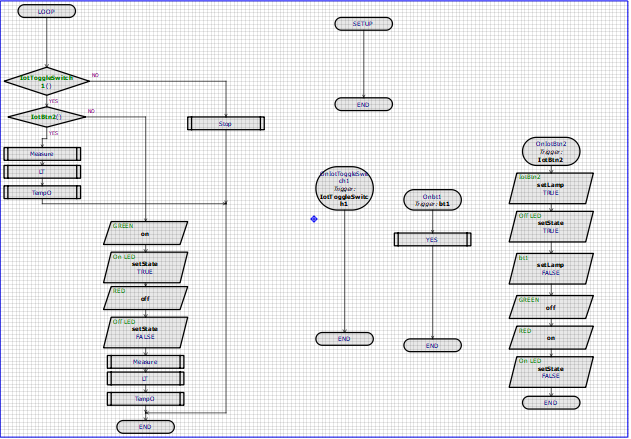 LOOP
IotToggleSwitch
1()
NO
YES
IotBtn2()
NO
YES
Measure
LT
TempO
Stop
GREEN
on
On LED
setState
TRUE
RED
off
Off LED
setState
FALSE
Measure
LT
TempO
END
SETUP
END
OnIotToggleSwit
ch1
Trigger:
IotToggleSwitc
h1
END
Onbt1
Trigger: bt1
YES
END
OnIotBtn2
Trigger:
IotBtn2
IotBtn2
setLamp
TRUE
Off LED
setState
TRUE
bt1
setLamp
FALSE
GREEN
off
RED
on
On LED
setState
FALSE
END